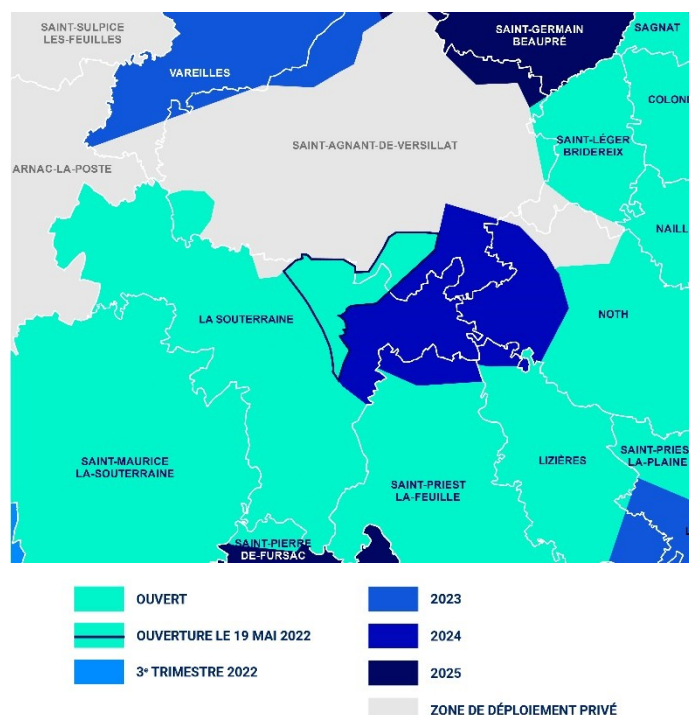 SAINT-SULPICE
LES-FEUILLES
SAINT-GERMAIN
BEAUPRÉ
SAGNAT
VAREILLES
COLOND
SAINT-AGNANT-DE-VERSILLAT
SAINT-LÉGER
BRIDEREIX
ARNAC-LA-POSTE
NAILL
LA SOUTERRAINE
NOTH
SAINT-MAURICE
LA-SOUTERRAINE
SAINT-PRIEST
LA-FEUILLE
LIZIÈRES
SAINT-PRIES
LA-PLAINE
SAINT-PIERRE
DE-FURSAC
L
OUVERT
OUVERTURE LE 19 MAI 2022
3e TRIMESTRE 2022
2023
2024
2025
ZONE DE DÉPLOIEMENT PRIVÉ